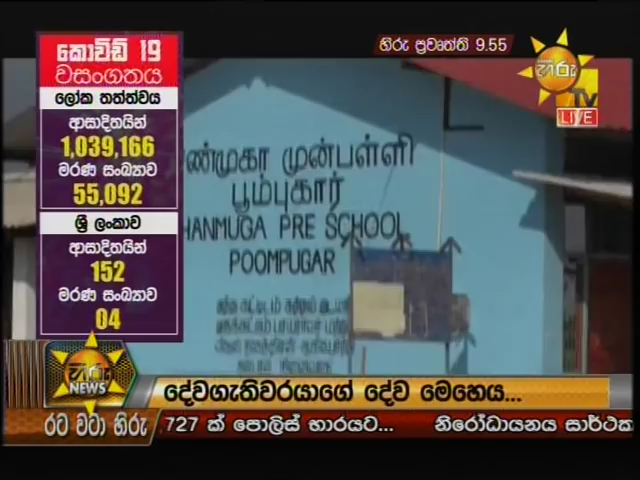 කොවිඩ් 19
වසංගතය
ලෝක තත්ත්වය
ආසාදිතයින්
1,039,166
මරණ සංඛ්‍යාව
55,092
ශ්‍රී ලංකාව
ආසාදිතයින්
152
මරණ සංඛ්‍යාව
04
හිරු ප්‍රවෘත්ති 9.55
හිරු
TV
LIVE
முன்பள்ளி
பூம்புகார்
HANMUGA PRE SCHOOL
POOMPUGAR
හිරු
NEWS
දේවගැතිවරයාගේ දේව මෙහෙය...
රට වටා හිරු
727 ක් පොලිස් භාරයට... නිරෝධායනය සාර්ථක